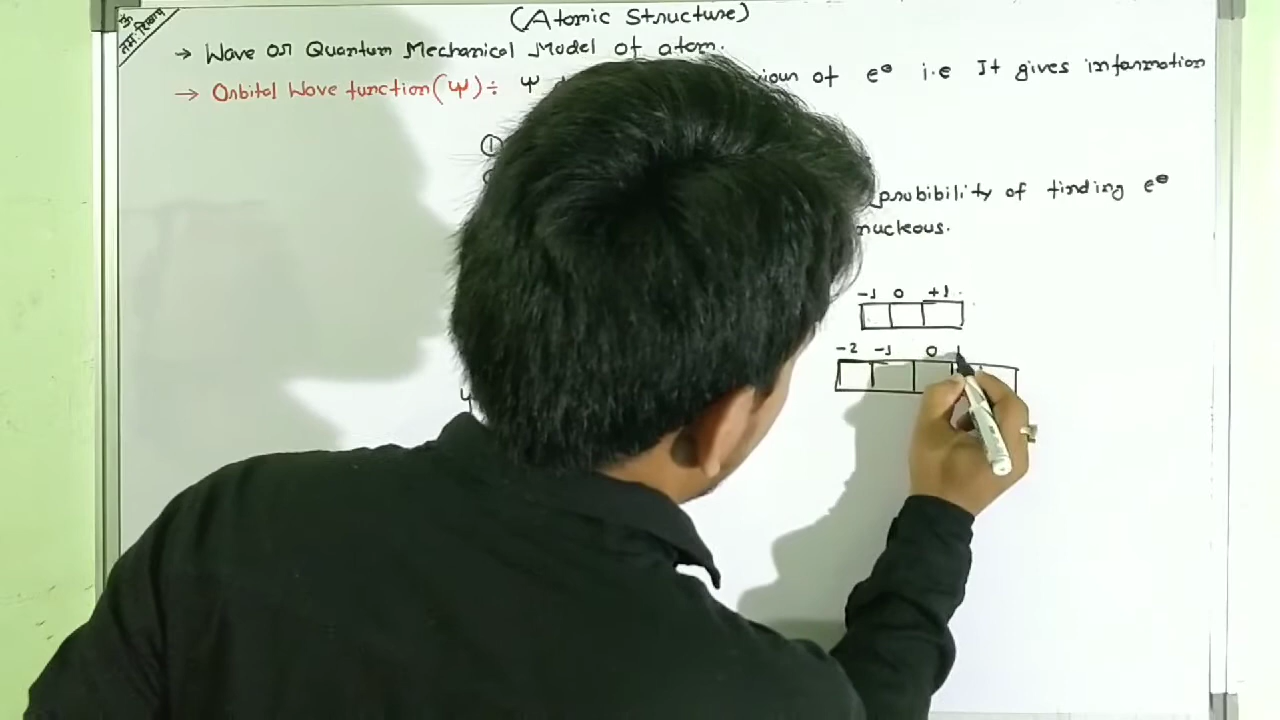 ॐ
(Atomic Structure)
→ Wave or Quantum Mechanical Model of atom.
→ Orbital Wave function(Ψ)÷ Ψ of e⁻ i.e It gives information
①
probibility of finding e⁻
nucleous.
-1 0 +1
-2 -1 0